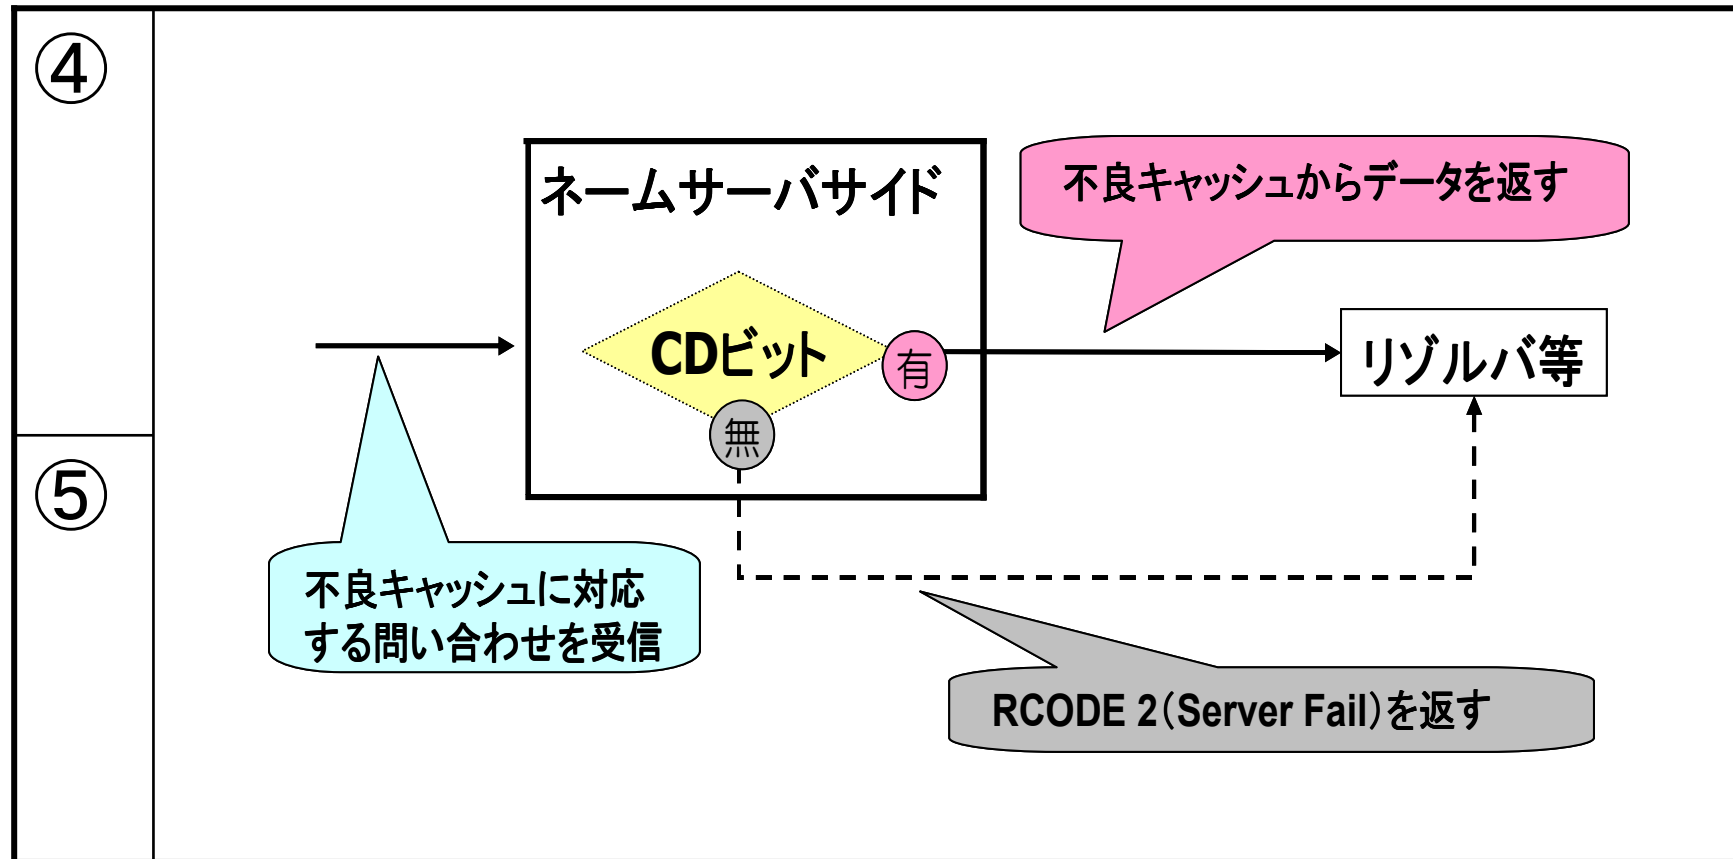 ④
ネームサーバサイド
不良キャッシュからデータを返す
CDビット
有
リゾルバ等
無
⑤
不良キャッシュに対応
する問い合わせを受信
RCODE 2(Server Fail)を返す